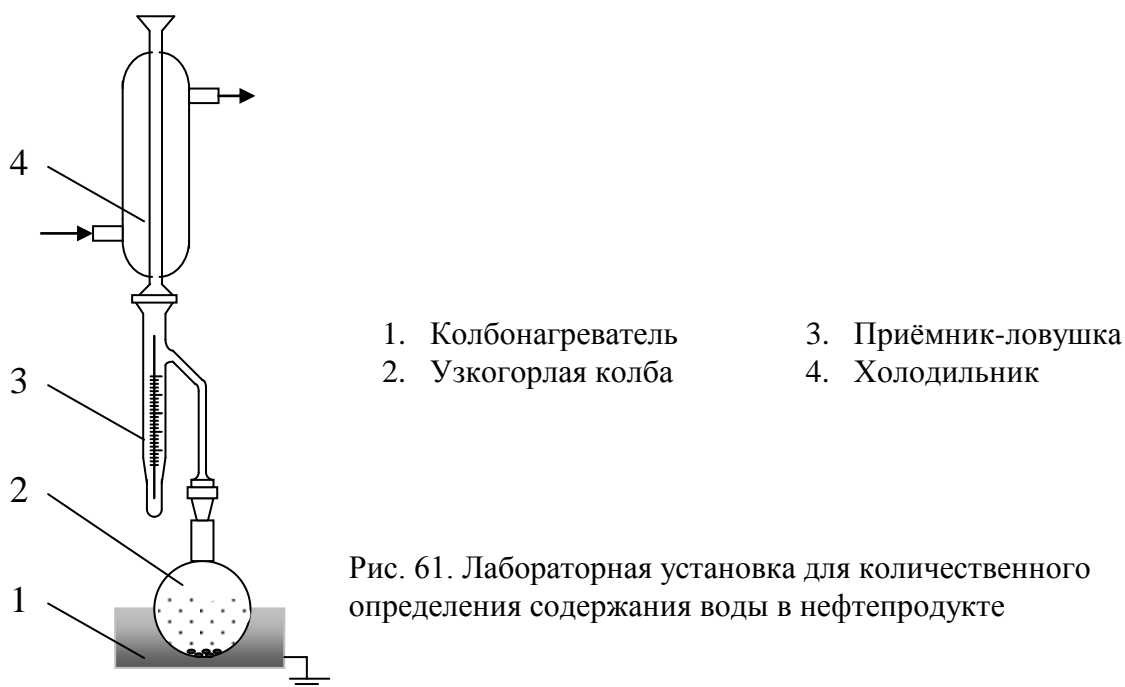 4
3
2
1
1. Колбонагреватель
2. Узкогорлая колба
3. Приёмник-ловушка
4. Холодильник
Рис. 61. Лабораторная установка для количественного
определения содержания воды в нефтепродукте